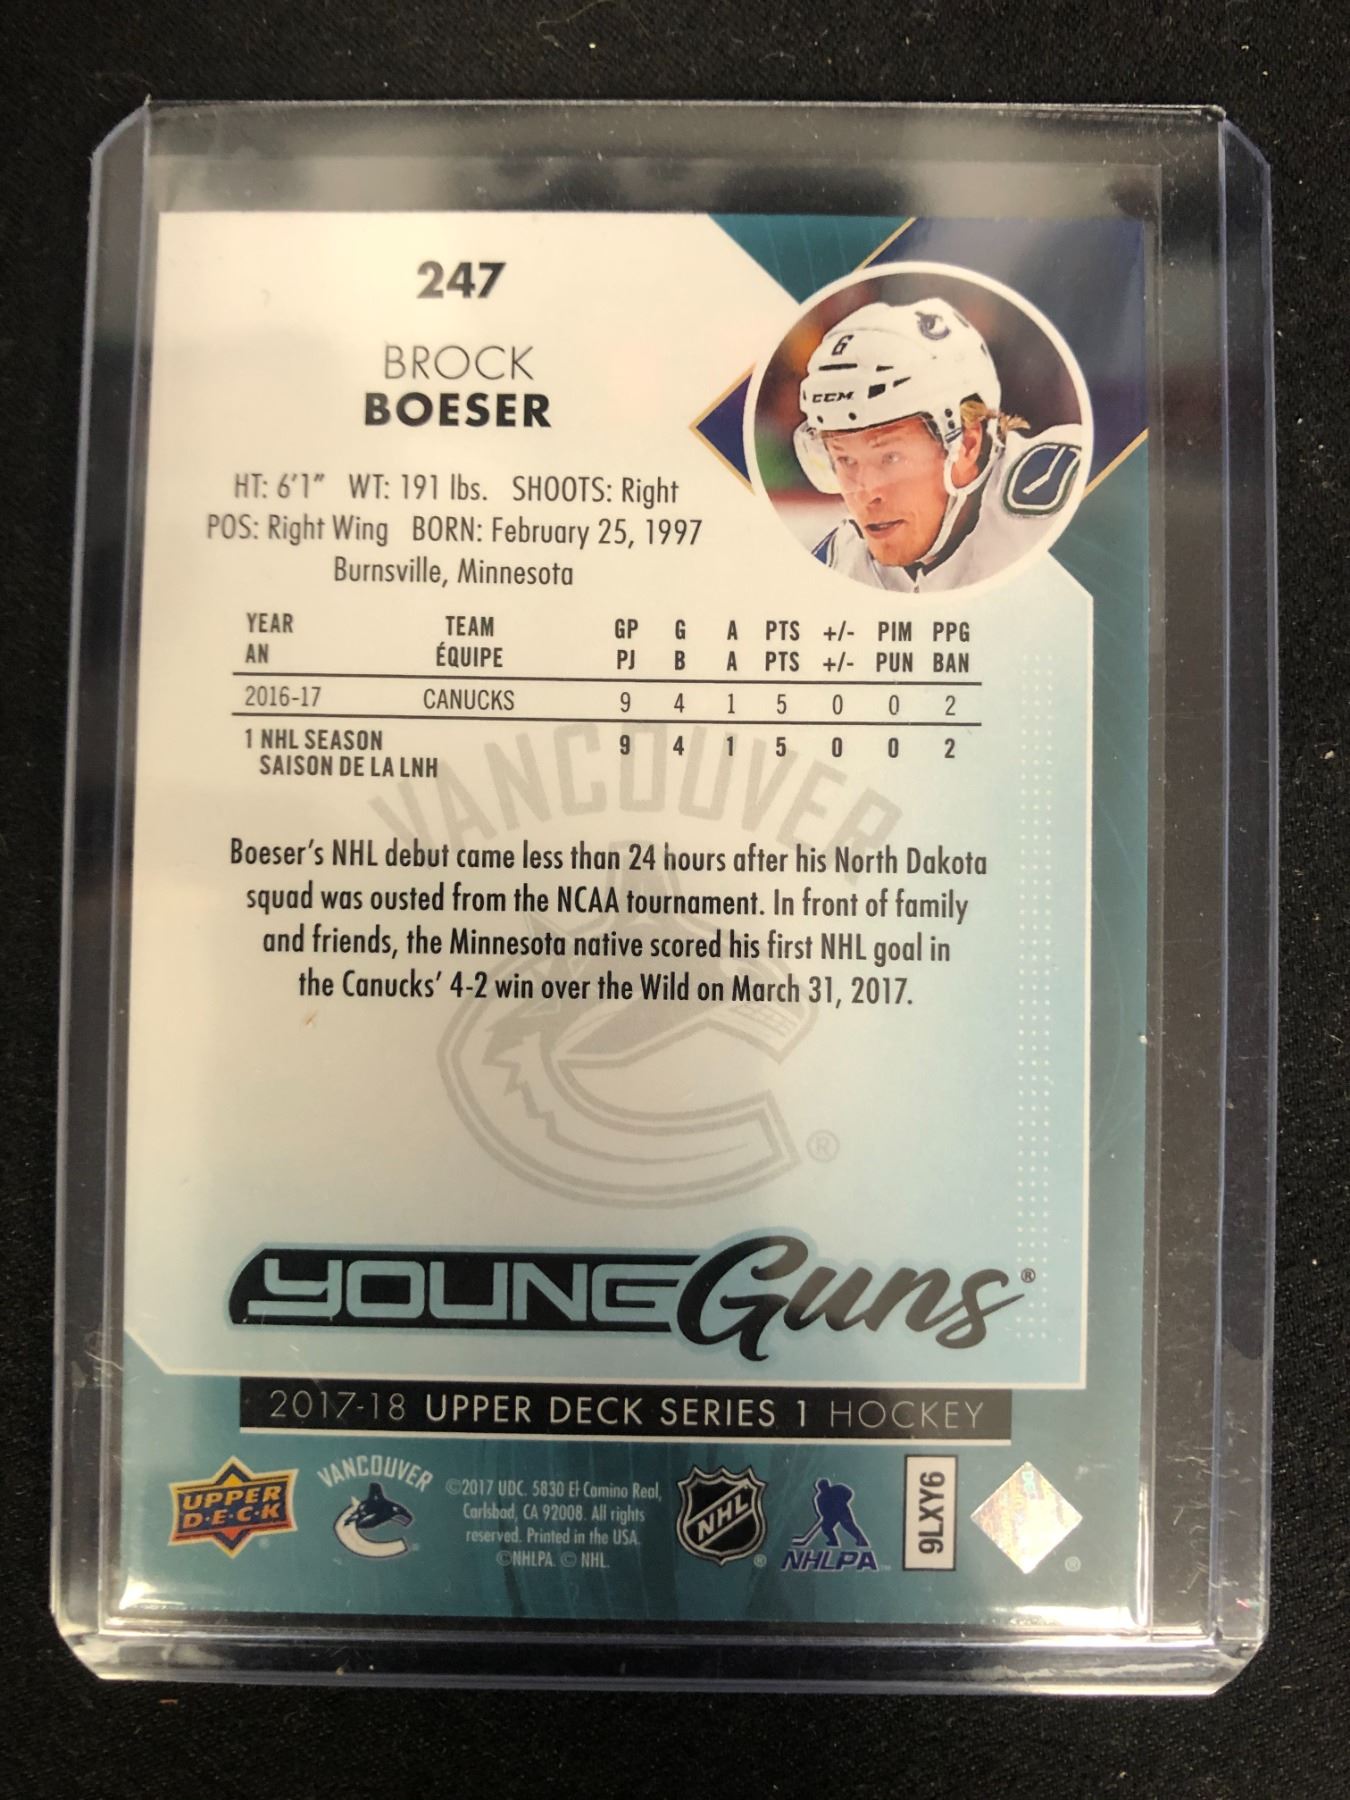 247
BROCK
BOESER
6
CCM
HT: 6'1" WT: 191 lbs. SHOOTS: Right
POS: Right Wing BORN: February 25, 1997
Burnsville, Minnesota
YEAR TEAM GP G A PTS +/- PIM PPG
AN ÉQUIPE PJ B A PTS +/- PUN BAN
2016-17 CANUCKS 9 4 1 5 0 0 2
1 NHL SEASON 9 4 1 5 0 0 2
SAISON DE LA LNH
VANCOUVER
Boeser's NHL debut came less than 24 hours after his North Dakota
squad was ousted from the NCAA tournament. In front of family
and friends, the Minnesota native scored his first NHL goal in
the Canucks' 4-2 win over the Wild on March 31, 2017.
®
YOUNG Guns®
2017-18 UPPER DECK SERIES 1 HOCKEY
UPPER
D·E·C·K
VANCOUVER
©2017 UDC. 5830 El Camino Real,
Carlsbad, CA 92008. All rights
reserved. Printed in the USA.
©NHLPA. © NHL.
NHL
®
NHLPA
9LXY6
®